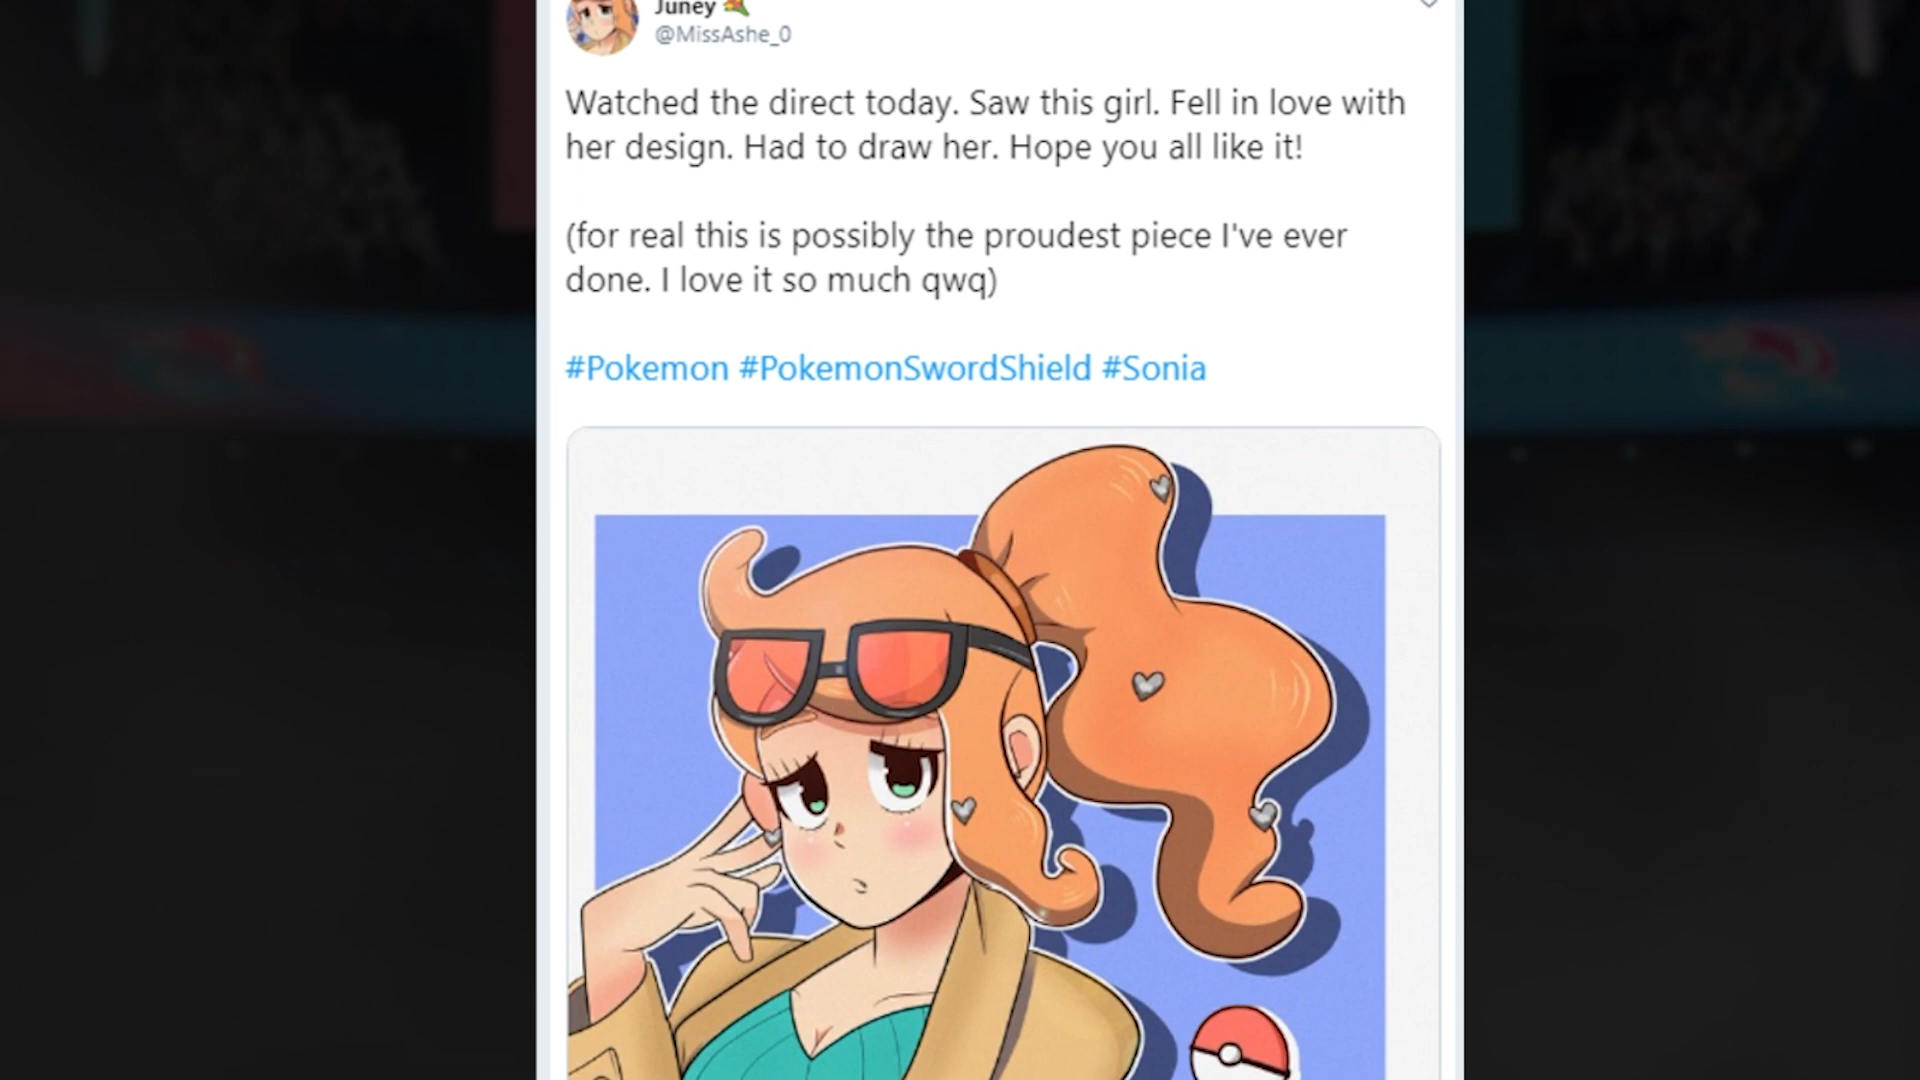 Juney
@MissAshe_0
Watched the direct today. Saw this girl. Fell in love with
her design. Had to draw her. Hope you all like it!
(for real this is possibly the proudest piece I've ever
done. I love it so much qwq)
#Pokemon #PokemonSwordShield #Sonia